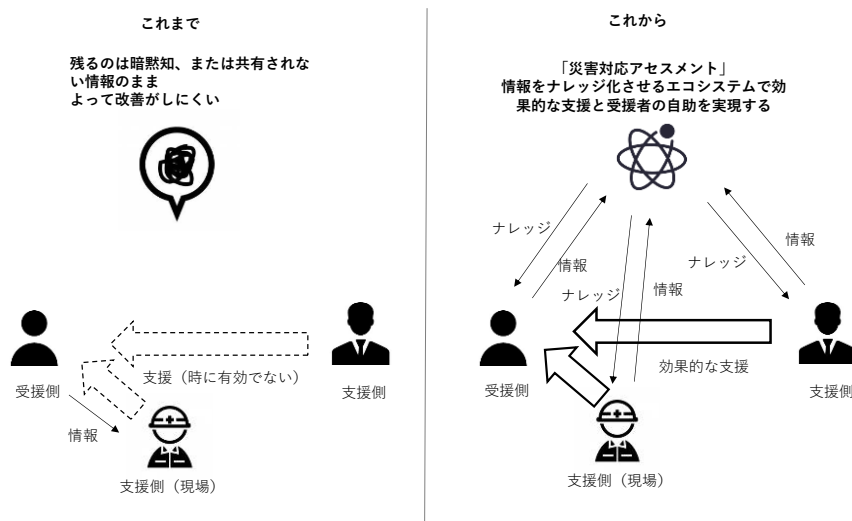 これまで
残るのは暗黙知、または共有されな
い情報のまま
よって改善がしにくい
受援側
支援（時に有効でない）
支援側
情報
支援側（現場）
これから
「災害対応アセスメント」
情報をナレッジ化させるエコシステムで効
果的な支援と受援者の自助を実現する
ナレッジ
情報
ナレッジ
情報
ナレッジ
情報
受援側
効果的な支援
支援側
支援側（現場）